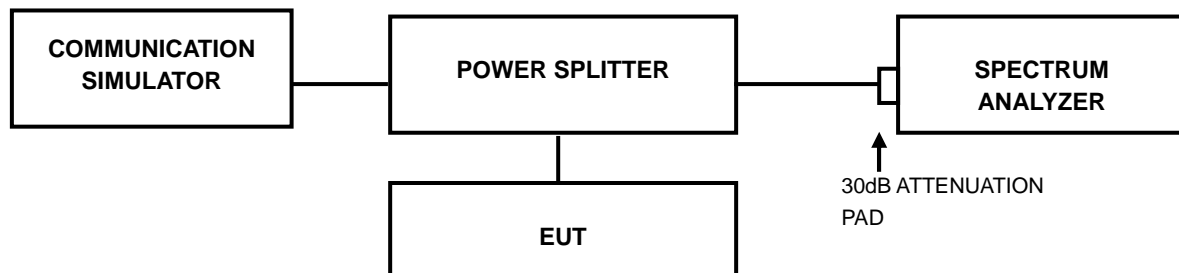 COMMUNICATION
SIMULATOR
POWER SPLITTER
SPECTRUM
ANALYZER
30dB ATTENUATION
PAD
EUT